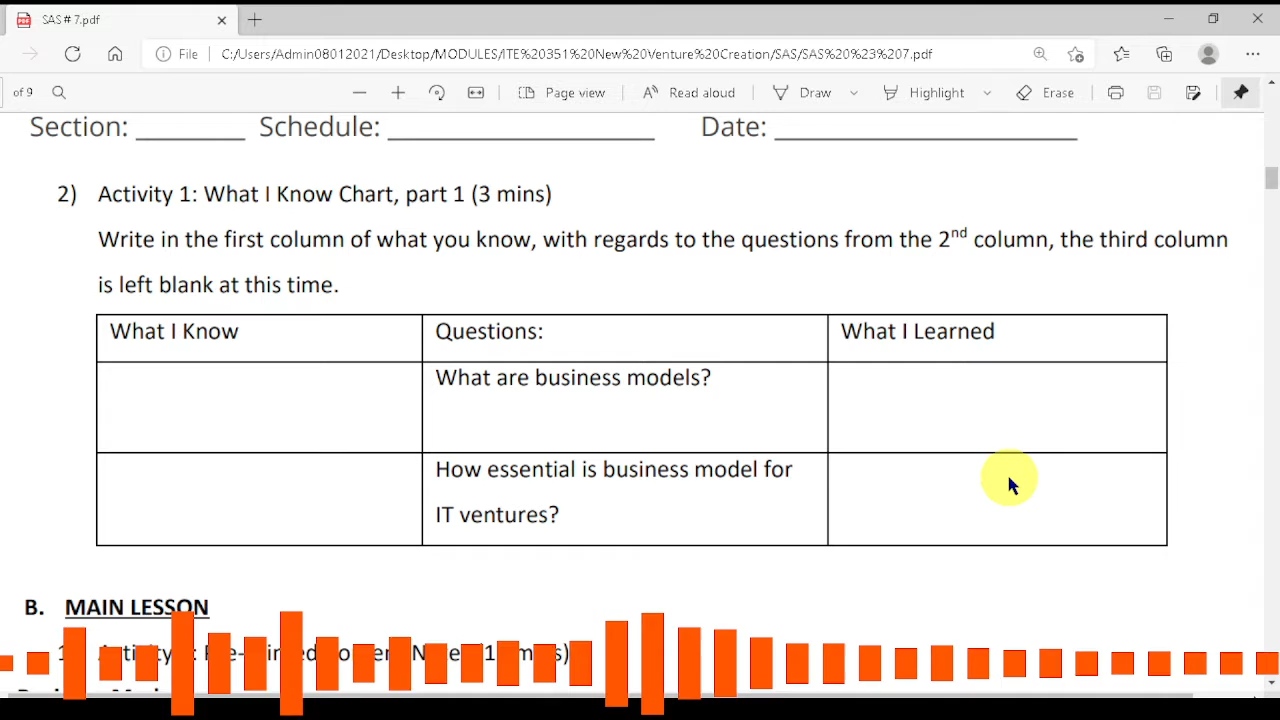 SAS # 7.pdf
File C:/Users/Admin08012021/Desktop/MODULES/ITE%20351%20New%20Venture%20Creation/SAS/SAS%20%23%207.pdf
of 9 Page view Read aloud Draw Highlight Erase
Section: ________ Schedule: ____________________ Date: ______________________
2) Activity 1: What I Know Chart, part 1 (3 mins)
Write in the first column of what you know, with regards to the questions from the 2nd column, the third column
is left blank at this time.
What I Know Questions: What I Learned
What are business models?
How essential is business model for
IT ventures?
B. MAIN LESSON